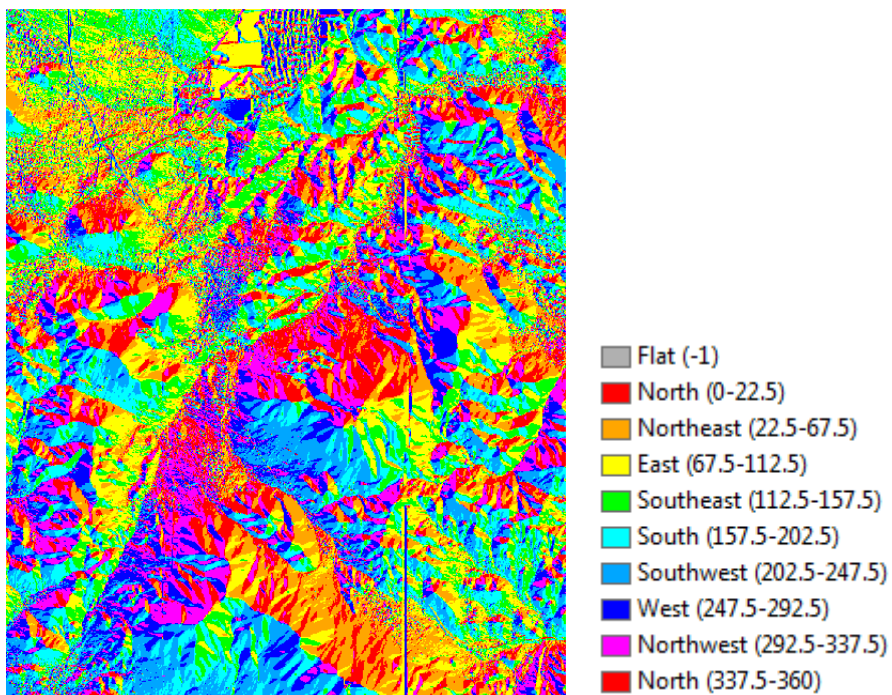 Flat (-1)
North (0-22.5)
Northeast (22.5-67.5)
East (67.5-112.5)
Southeast (112.5-157.5)
South (157.5-202.5)
Southwest (202.5-247.5)
West (247.5-292.5)
Northwest (292.5-337.5)
North (337.5-360)